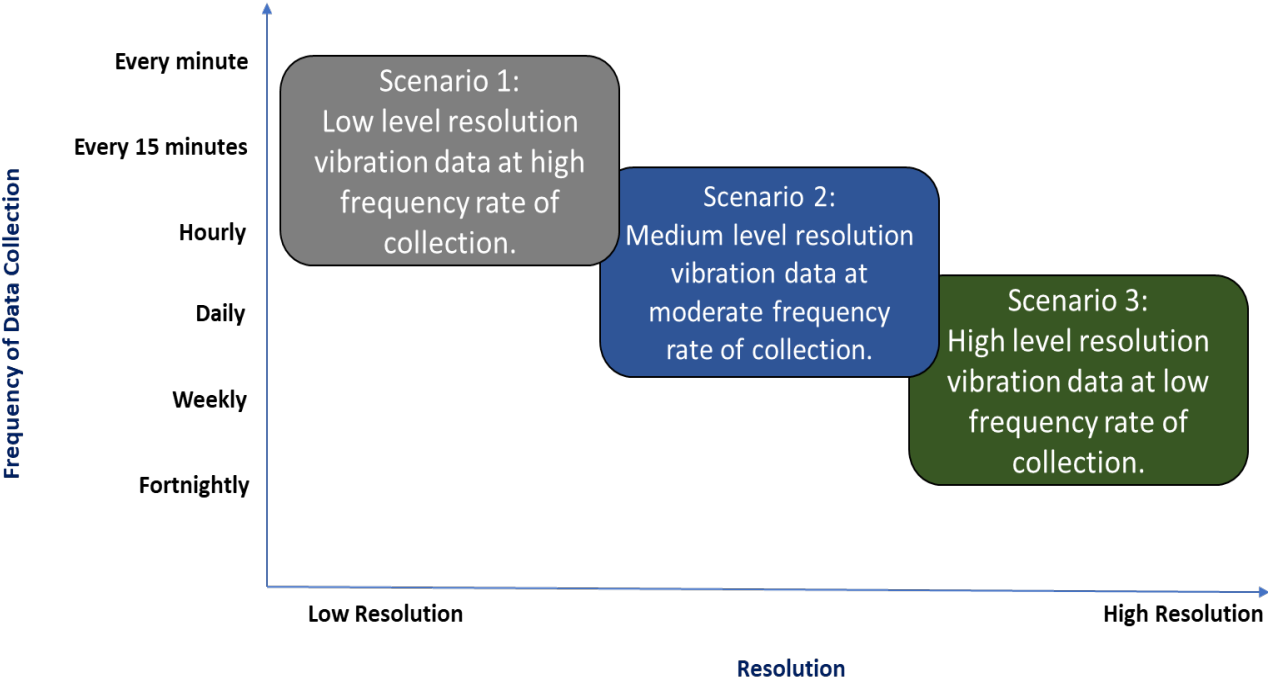 Frequency of Data Collection
Every minute
Every 15 minutes
Hourly
Daily
Weekly
Fortnightly
Scenario 1:
Low level resolution
vibration data at high
frequency rate of
collection.
Scenario 2:
Medium level resolution
vibration data at
moderate frequency
rate of collection.
Scenario 3:
High level resolution
vibration data at low
frequency rate of
collection.
Low Resolution
High Resolution
Resolution